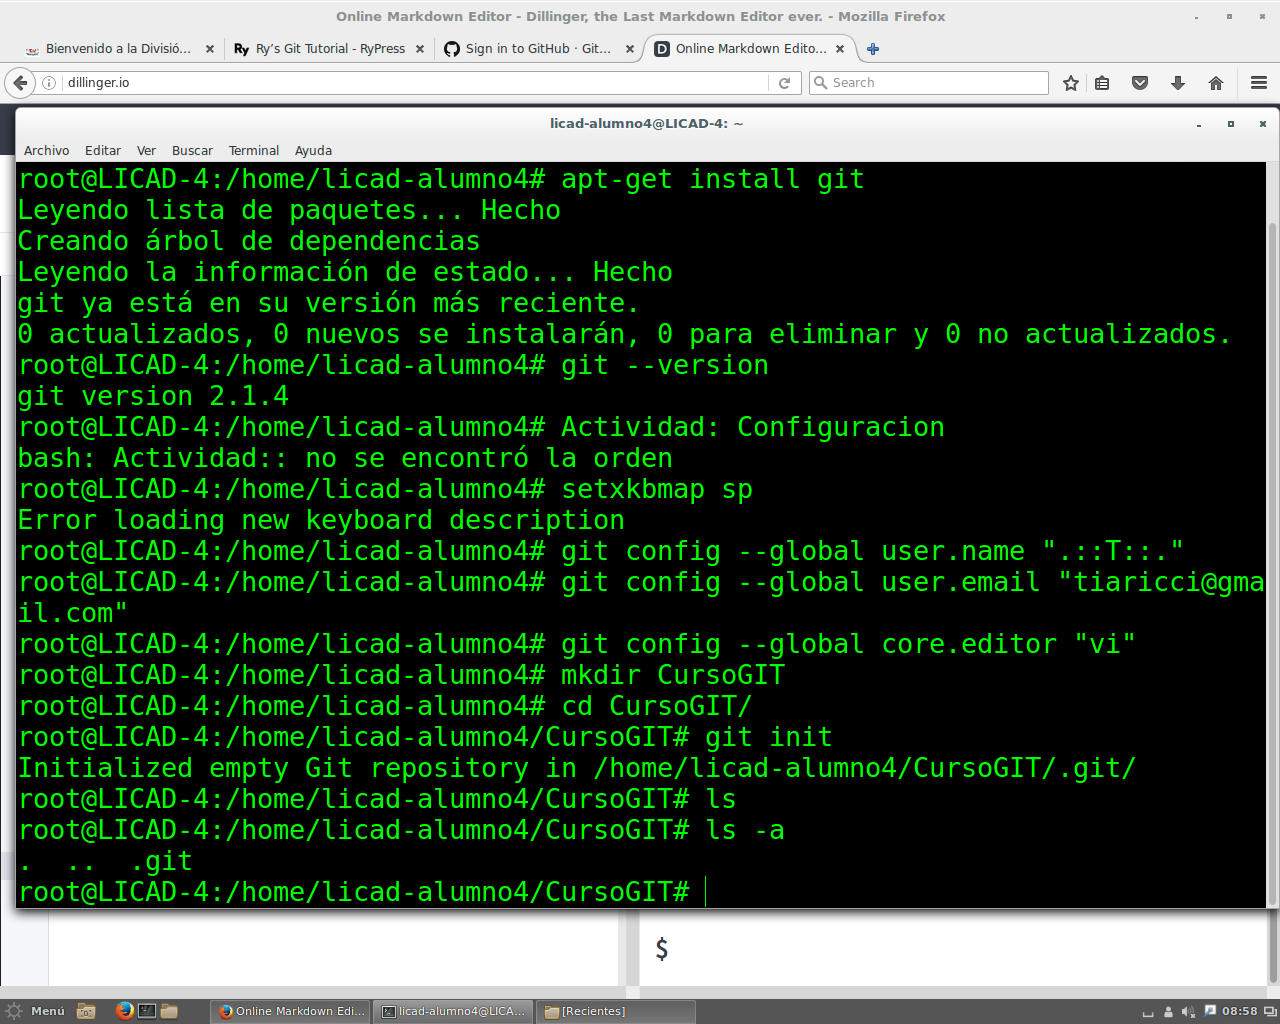 Online Markdown Editor - Dillinger, the Last Markdown Editor ever. - Mozilla Firefox
Bienvenido a la Divisió...
Ry Ry's Git Tutorial - RyPress
Sign in to GitHub · Git...
D Online Markdown Edito...
dillinger.io
Search
licad-alumno4@LICAD-4: ~
Archivo Editar Ver Buscar Terminal Ayuda
root@LICAD-4:/home/licad-alumno4# apt-get install git
Leyendo lista de paquetes... Hecho
Creando árbol de dependencias
Leyendo la información de estado... Hecho
git ya está en su versión más reciente.
0 actualizados, 0 nuevos se instalarán, 0 para eliminar y 0 no actualizados.
root@LICAD-4:/home/licad-alumno4# git --version
git version 2.1.4
root@LICAD-4:/home/licad-alumno4# Actividad: Configuracion
bash: Actividad:: no se encontró la orden
root@LICAD-4:/home/licad-alumno4# setxkbmap sp
Error loading new keyboard description
root@LICAD-4:/home/licad-alumno4# git config --global user.name ".::T::."
root@LICAD-4:/home/licad-alumno4# git config --global user.email "tiaricci@gma
il.com"
root@LICAD-4:/home/licad-alumno4# git config --global core.editor "vi"
root@LICAD-4:/home/licad-alumno4# mkdir CursoGIT
root@LICAD-4:/home/licad-alumno4# cd CursoGIT/
root@LICAD-4:/home/licad-alumno4/CursoGIT# git init
Initialized empty Git repository in /home/licad-alumno4/CursoGIT/.git/
root@LICAD-4:/home/licad-alumno4/CursoGIT# ls
root@LICAD-4:/home/licad-alumno4/CursoGIT# ls -a
.  ..  .git
root@LICAD-4:/home/licad-alumno4/CursoGIT#
$
Menú
Online Markdown Edi...
licad-alumno4@LICA...
[Recientes]
08:58